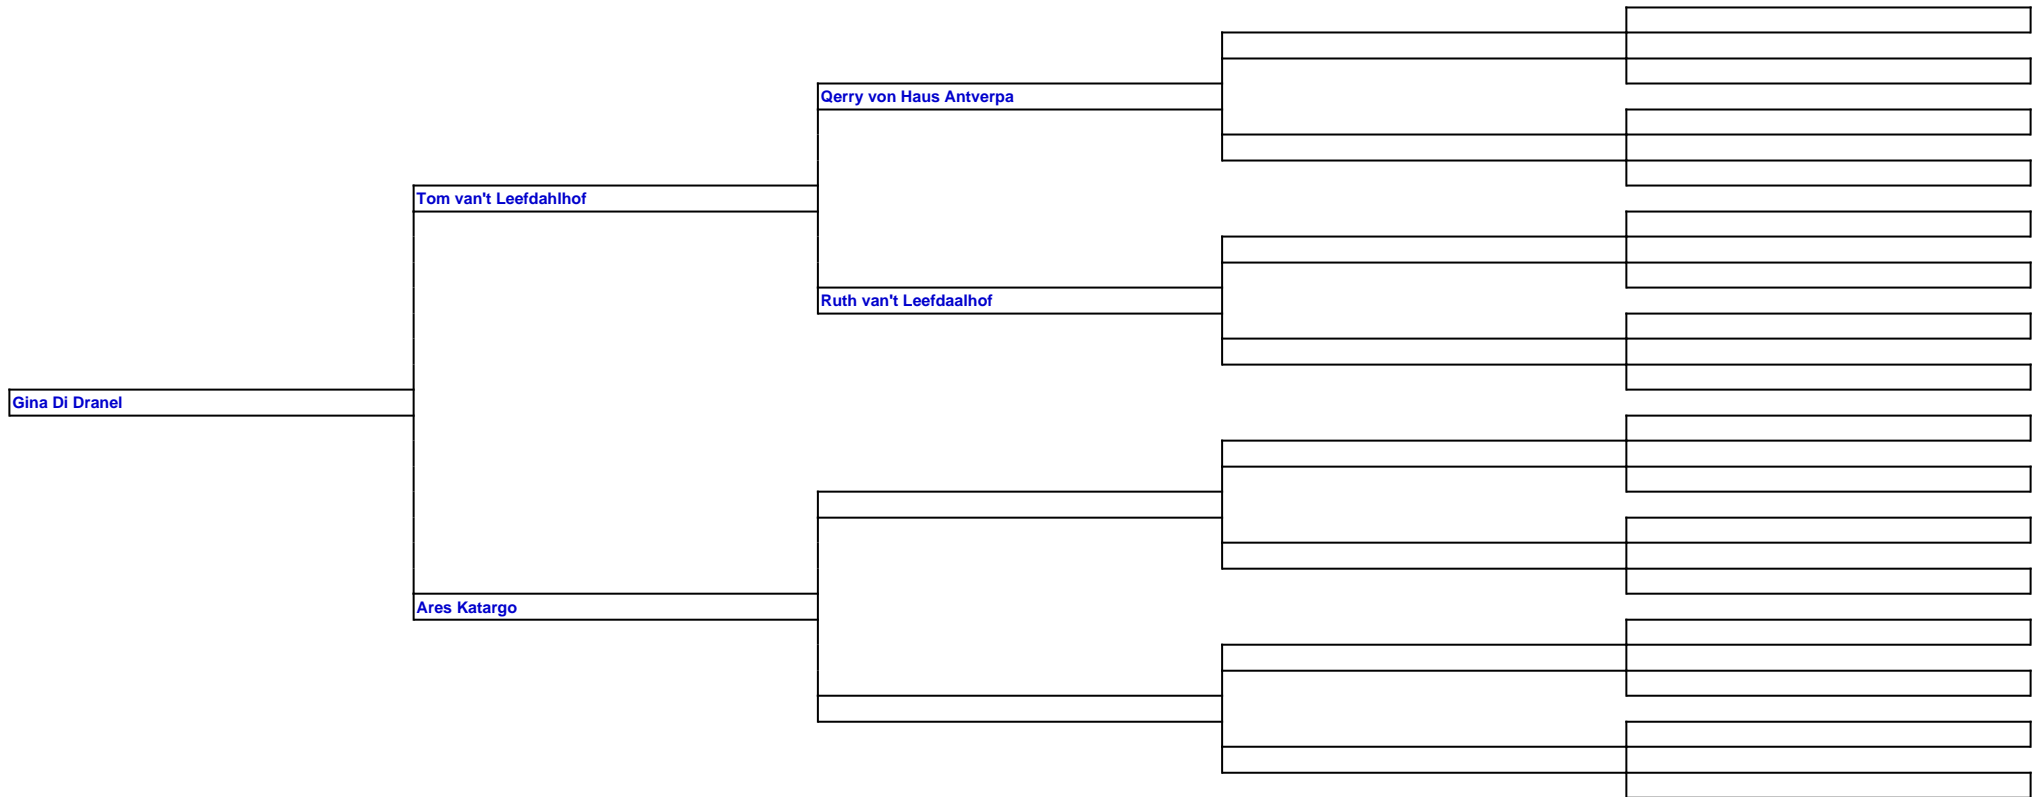 Qerry von Haus Antverpa
Tom van't Leefdahlhof
Ruth van't Leefdaalhof
Gina Di Dranel
Ares Katargo